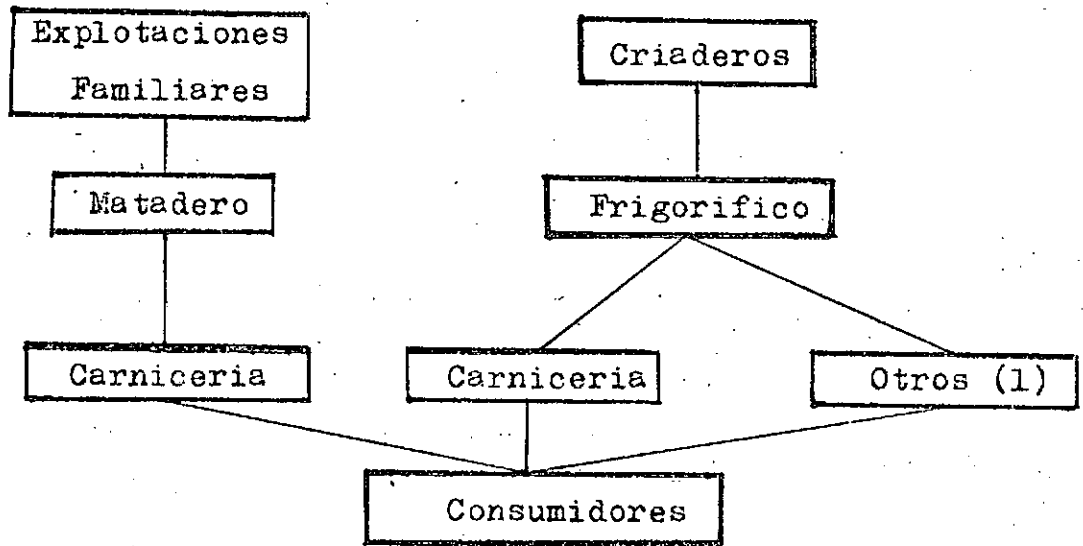 Explotaciones
Familiares
Criaderos
Matadero
Frigorifico
Carniceria
Carniceria
Otros (1)
Consumidores